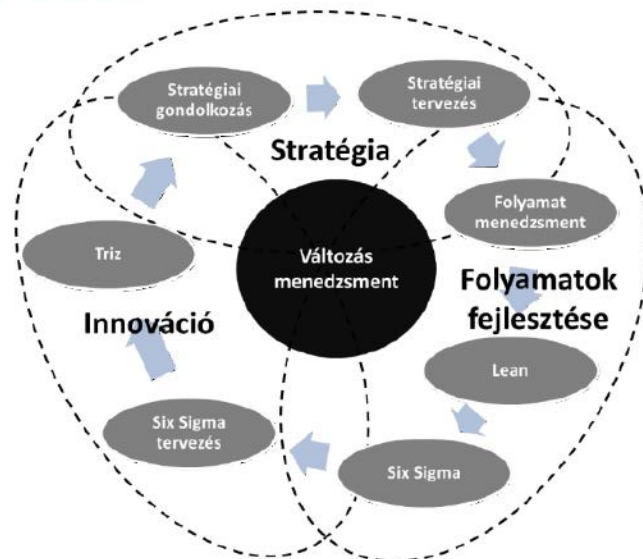 Stratégiai
gondolkozás
Stratégiai
tervezés
Stratégia
Folyamat
menedzsment
Triz
Változás
menedzsment
Folyamatok
fejlesztése
Innováció
Lean
Six Sigma
tervezés
Six Sigma